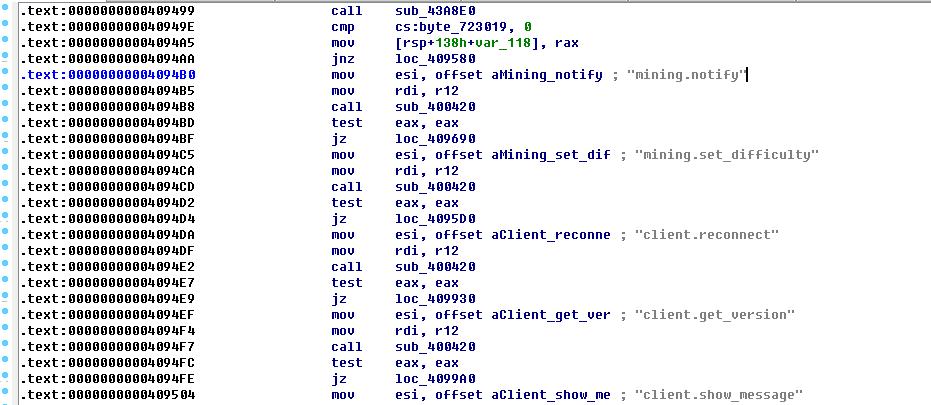 .text:0000000000409499 call sub_43A8E0
.text:000000000040949E cmp cs:byte_723019, 0
.text:00000000004094A5 mov [rsp+138h+var_118], rax
.text:00000000004094AA jnz loc_409580
.text:00000000004094B0 mov esi, offset aMining_notify ; "mining.notify"
.text:00000000004094B5 mov rdi, r12
.text:00000000004094B8 call sub_400420
.text:00000000004094BD test eax, eax
.text:00000000004094BF jz loc_409690
.text:00000000004094C5 mov esi, offset aMining_set_dif ; "mining.set_difficulty"
.text:00000000004094CA mov rdi, r12
.text:00000000004094CD call sub_400420
.text:00000000004094D2 test eax, eax
.text:00000000004094D4 jz loc_4095D0
.text:00000000004094DA mov esi, offset aClient_reconne ; "client.reconnect"
.text:00000000004094DF mov rdi, r12
.text:00000000004094E2 call sub_400420
.text:00000000004094E7 test eax, eax
.text:00000000004094E9 jz loc_409930
.text:00000000004094EF mov esi, offset aClient_get_ver ; "client.get_version"
.text:00000000004094F4 mov rdi, r12
.text:00000000004094F7 call sub_400420
.text:00000000004094FC test eax, eax
.text:00000000004094FE jz loc_4099A0
.text:0000000000409504 mov esi, offset aClient_show_me ; "client.show_message"